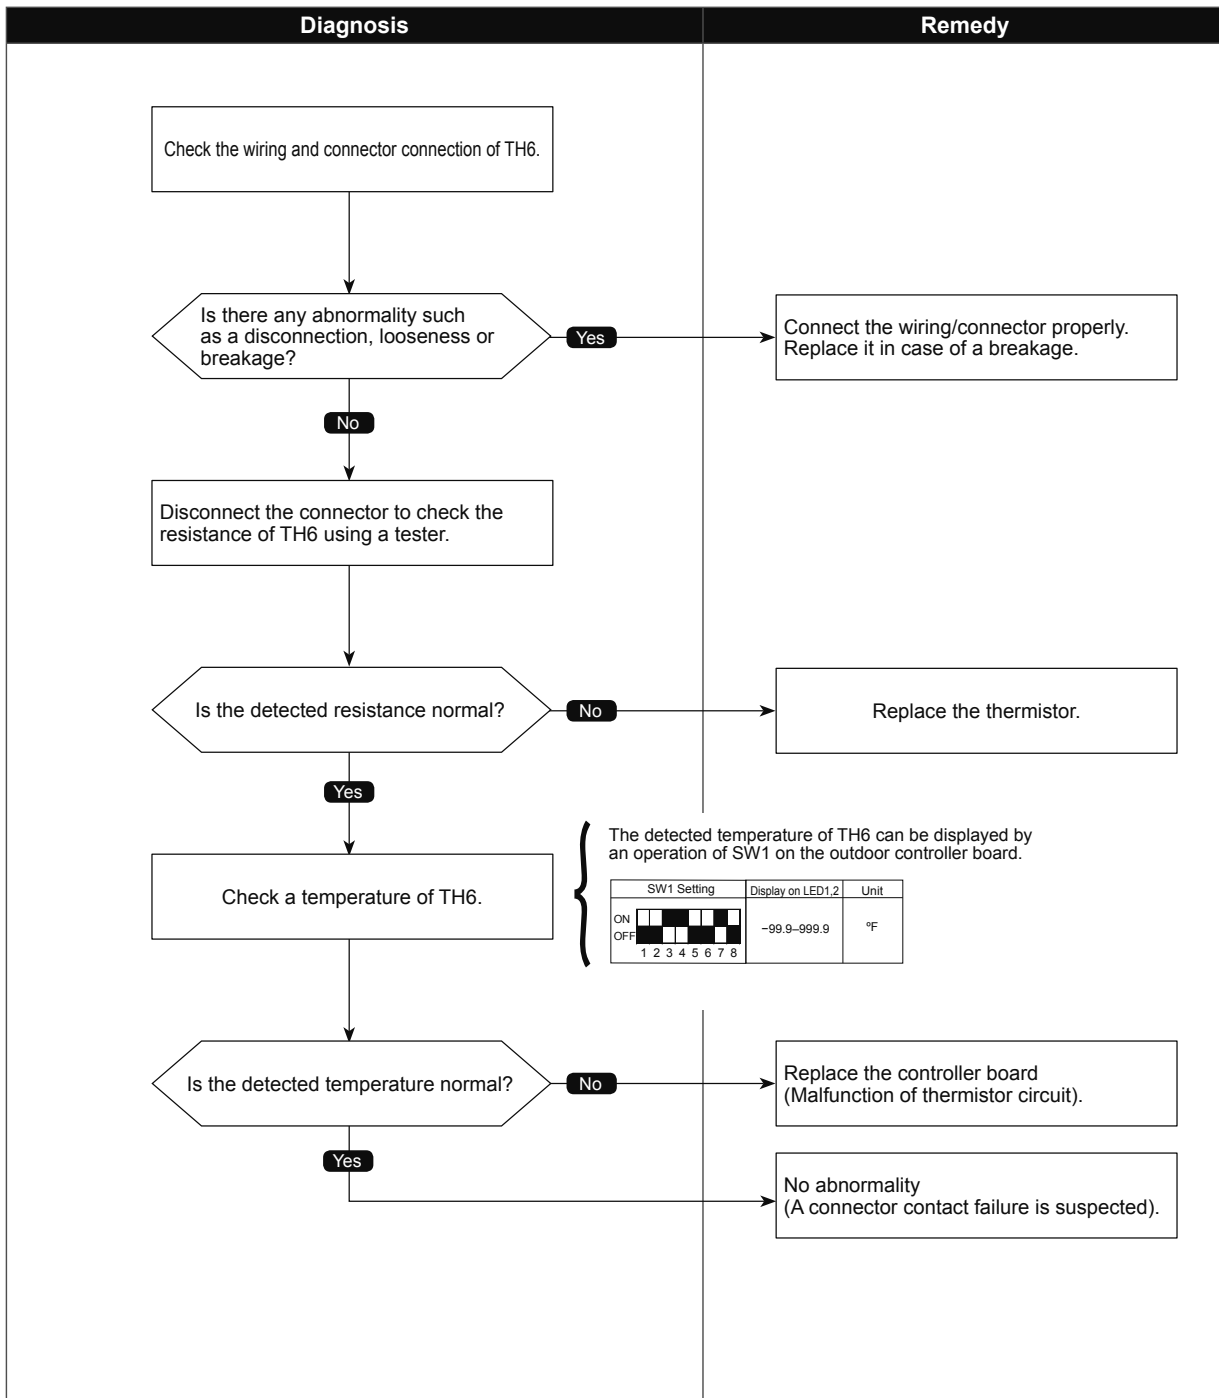 Diagnosis
Remedy
Check the wiring and connector connection of TH6.
Is there any abnormality such
as a disconnection, looseness or
breakage?
Yes
Connect the wiring/connector properly.
Replace it in case of a breakage.
No
Disconnect the connector to check the
resistance of TH6 using a tester.
Is the detected resistance normal?
No
Replace the thermistor.
Yes
The detected temperature of TH6 can be displayed by
an operation of SW1 on the outdoor controller board.
Check a temperature of TH6.
SW1 Setting
Display on LED1,2
Unit
ON
OFF
1 2 3 4 5 6 7 8
−99.9–999.9
ºF
Is the detected temperature normal?
No
Replace the controller board
(Malfunction of thermistor circuit).
Yes
No abnormality
(A connector contact failure is suspected).